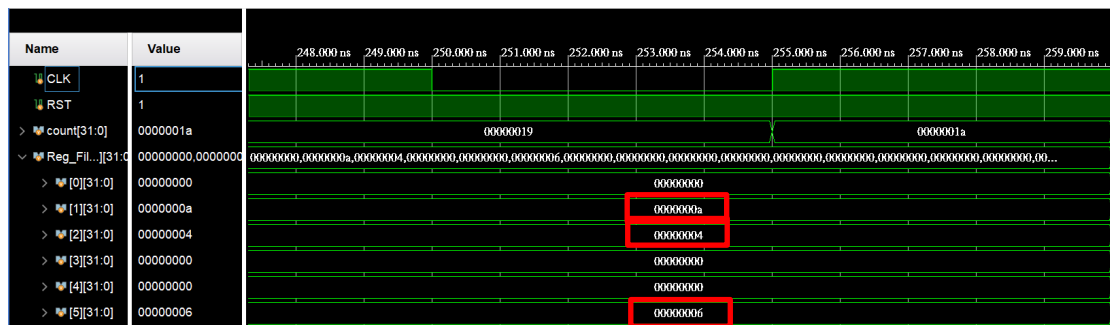 Name Value
248.000 ns 249.000 ns 250.000 ns 251.000 ns 252.000 ns 253.000 ns 254.000 ns 255.000 ns 256.000 ns 257.000 ns 258.000 ns 259.000 ns
CLK 1
RST 1
count[31:0] 0000001a 00000019 0000001a
Reg_Fil...][31:0 00000000,0000000 00000000,0000000a,00000004,00000000,00000000,00000006,00000000,00000000,00000000,00000000,00000000,00000000,00000000,00000000,00...
[0][31:0] 00000000 00000000
[1][31:0] 0000000a 0000000a
[2][31:0] 00000004 00000004
[3][31:0] 00000000 00000000
[4][31:0] 00000000 00000000
[5][31:0] 00000006 00000006